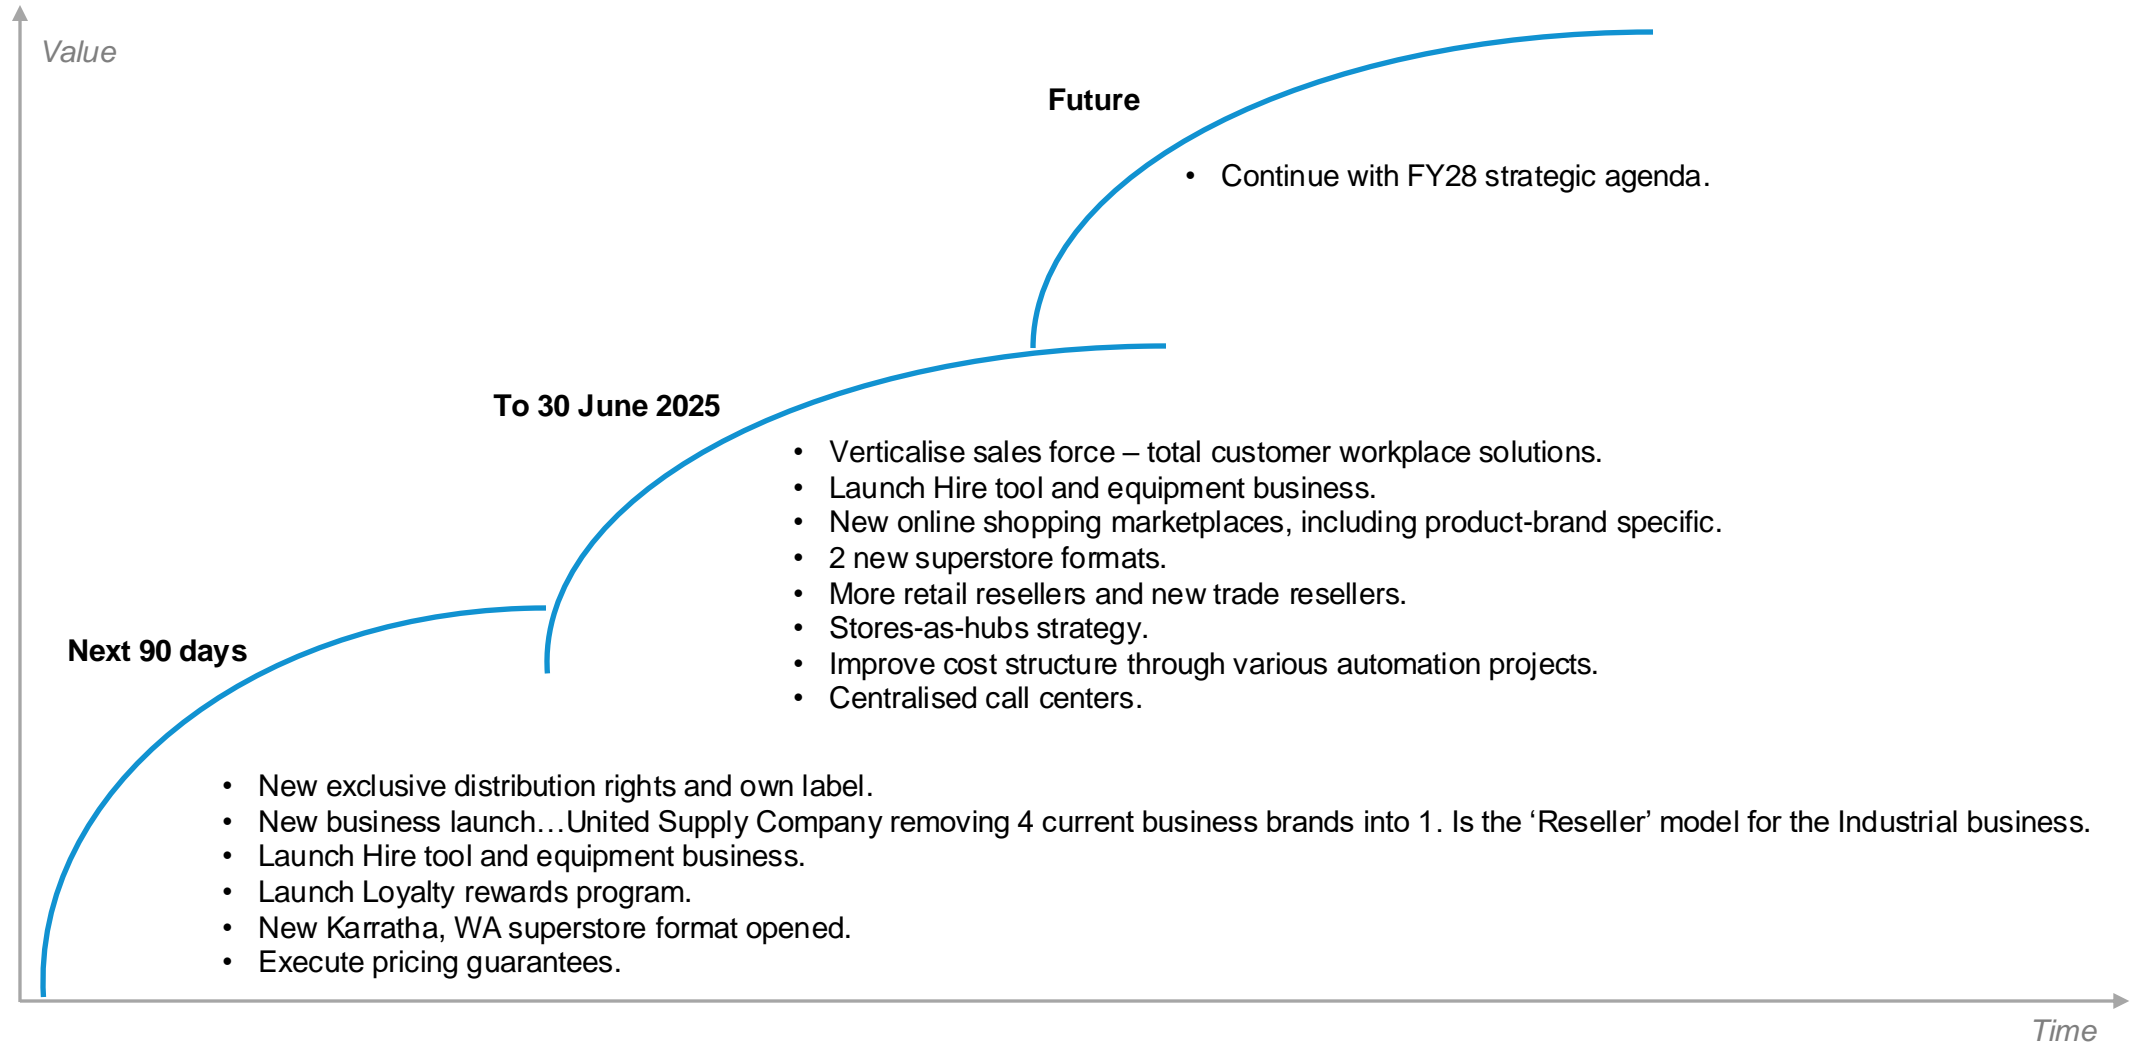 Value
Future
• Continue with FY28 strategic agenda.
To 30 June 2025
• Verticalise sales force – total customer workplace solutions.
• Launch Hire tool and equipment business.
• New online shopping marketplaces, including product-brand specific.
• 2 new superstore formats.
• More retail resellers and new trade resellers.
• Stores-as-hubs strategy.
• Improve cost structure through various automation projects.
• Centralised call centers.
Next 90 days
• New exclusive distribution rights and own label.
• New business launch…United Supply Company removing 4 current business brands into 1. Is the ‘Reseller’ model for the Industrial business.
• Launch Hire tool and equipment business.
• Launch Loyalty rewards program.
• New Karratha, WA superstore format opened.
• Execute pricing guarantees.
Time